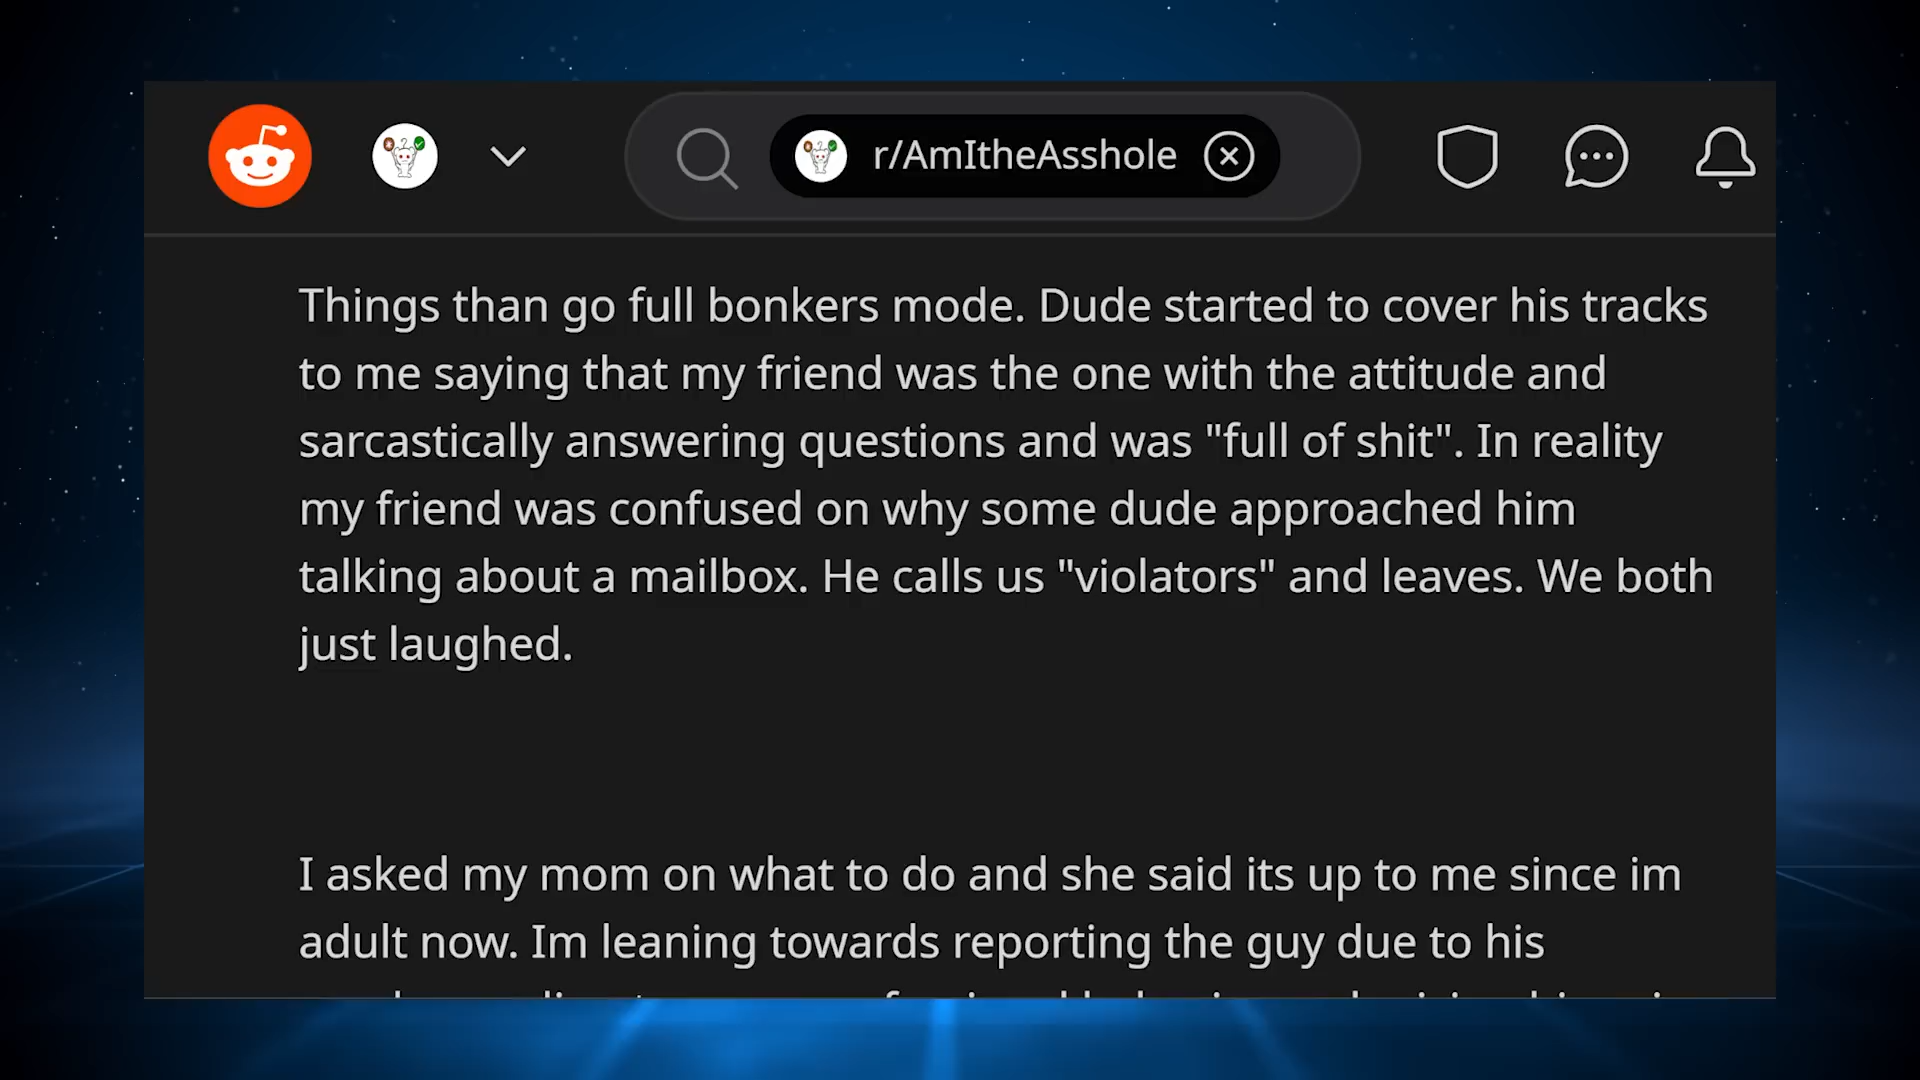 r/AmItheAsshole
Things than go full bonkers mode. Dude started to cover his tracks
to me saying that my friend was the one with the attitude and
sarcastically answering questions and was "full of shit". In reality
my friend was confused on why some dude approached him
talking about a mailbox. He calls us "violators" and leaves. We both
just laughed.
I asked my mom on what to do and she said its up to me since im
adult now. Im leaning towards reporting the guy due to his